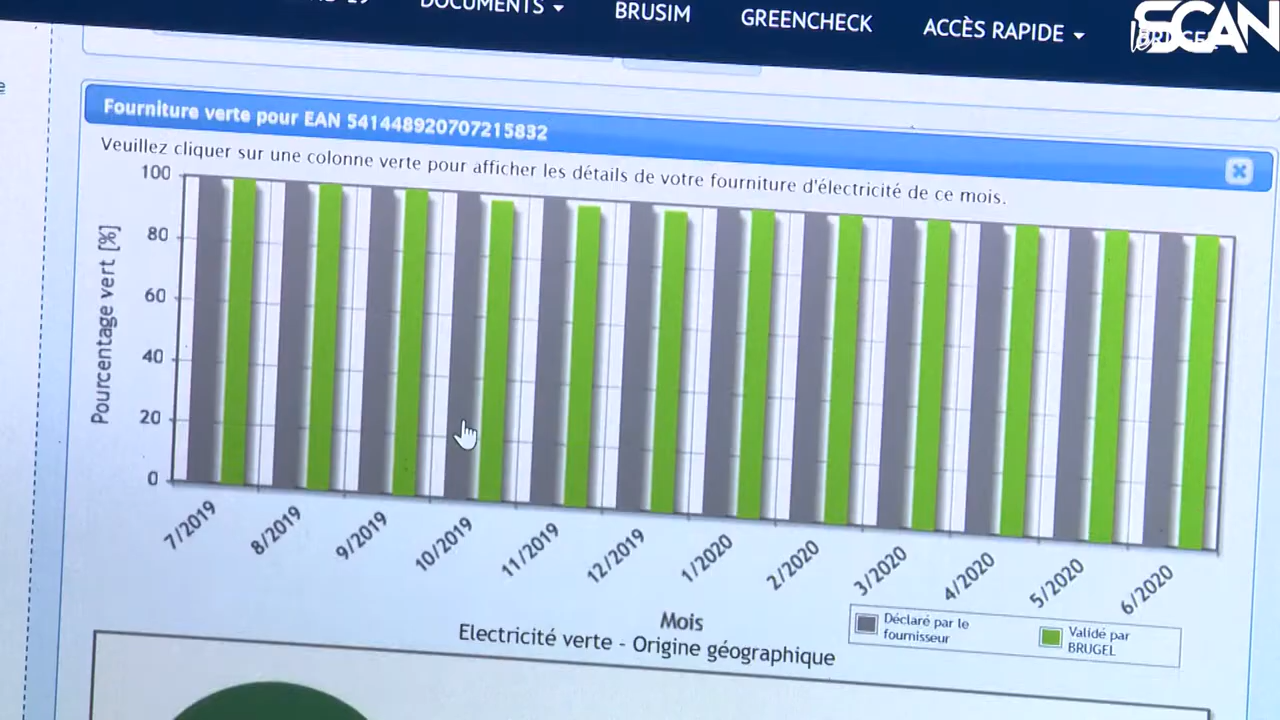 DOCUMENTS
BRUSIM
GREENCHECK
ACCÈS RAPIDE
le SCAN
Fourniture verte pour EAN 541448920707215832
Veuillez cliquer sur une colonne verte pour afficher les détails de votre fourniture d'électricité de ce mois.
Pourcentage vert [%]
100
80
60
40
20
0
7/2019
8/2019
9/2019
10/2019
11/2019
12/2019
1/2020
2/2020
3/2020
4/2020
5/2020
6/2020
Mois
Déclaré par le
fournisseur
Validé par
BRUGEL
Electricité verte - Origine géographique